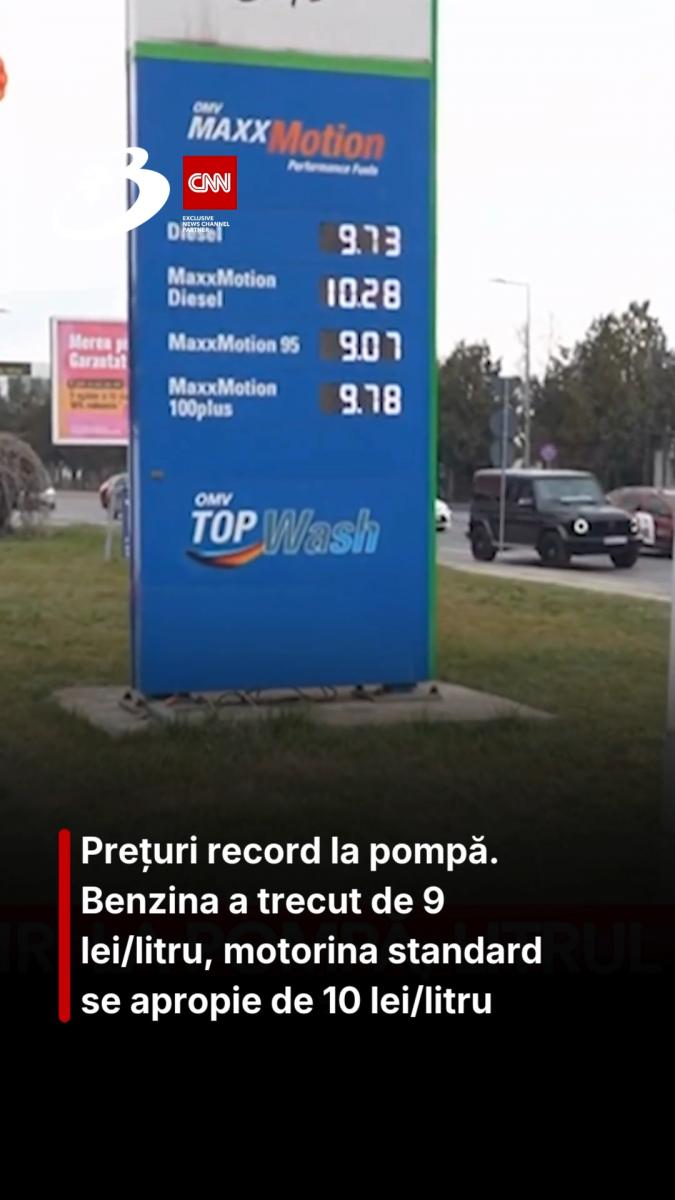 OMV
MAXXMotion
Performance Fuels
CNN
EXCLUSIVE
NEWS CHANNEL
PARTNER
Diesel 9.73
MaxxMotion
Diesel 10.28
MaxxMotion 95 9.07
MaxxMotion
100plus 9.78
Merea
Garantat
OMV
TOP Wash
Prețuri record la pompă.
Benzina a trecut de 9
lei/litru, motorina standard
se apropie de 10 lei/litru